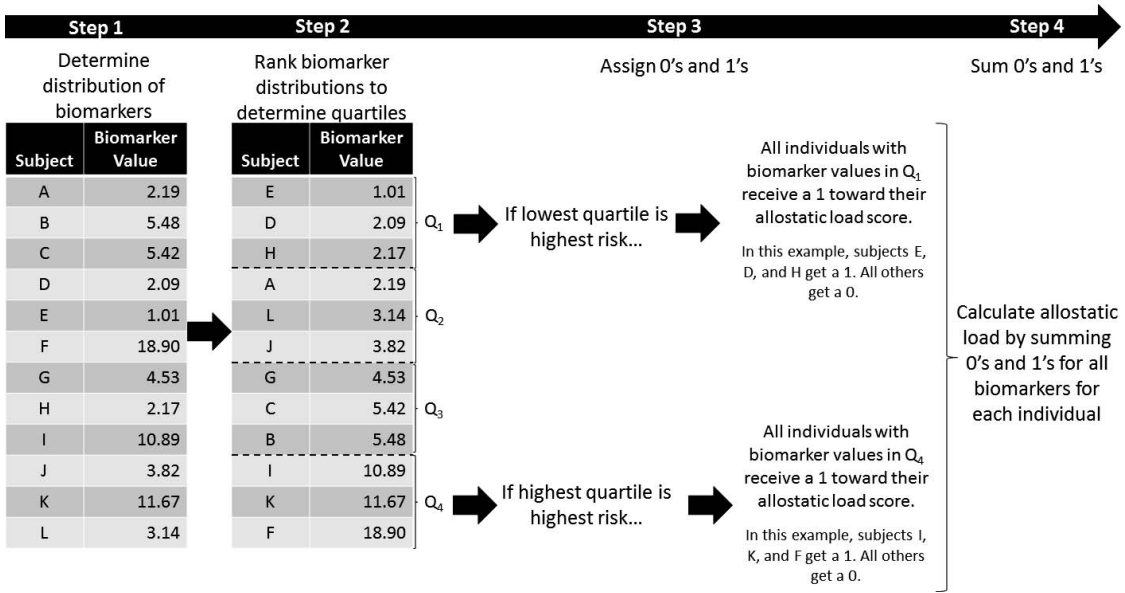 Step 1 Step 2 Step 3 Step 4
Determine
distribution of
biomarkers
Subject Biomarker
Value
A 2.19
B 5.48
C 5.42
D 2.09
E 1.01
F 18.90
G 4.53
H 2.17
I 10.89
J 3.82
K 11.67
L 3.14
Rank biomarker
distributions to
determine quartiles
Subject Biomarker
Value
E 1.01
D 2.09
H 2.17
A 2.19
L 3.14
J 3.82
G 4.53
C 5.42
B 5.48
I 10.89
K 11.67
F 18.90
Q1
Q2
Q3
Q4
Assign 0's and 1's
If lowest quartile is
highest risk...
All individuals with
biomarker values in Q1
receive a 1 toward their
allostatic load score.
In this example, subjects E,
D, and H get a 1. All others
get a 0.
If highest quartile is
highest risk...
All individuals with
biomarker values in Q4
receive a 1 toward their
allostatic load score.
In this example, subjects I,
K, and F get a 1. All others
get a 0.
Sum 0's and 1's
Calculate allostatic
load by summing
0's and 1's for all
biomarkers for
each individual